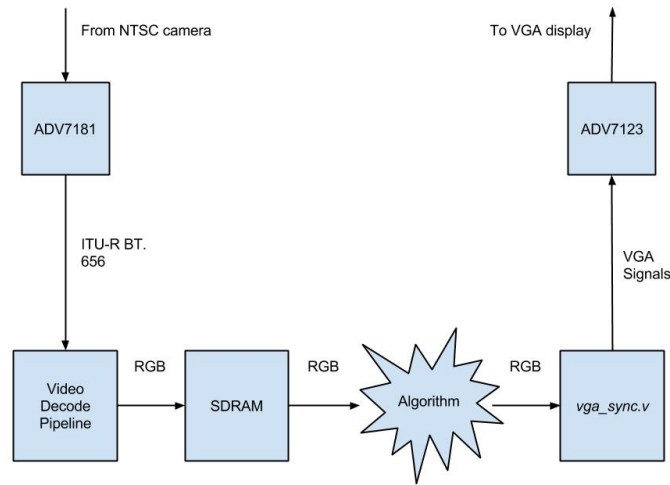 From NTSC camera
To VGA display
ADV7181
ADV7123
ITU-R BT.
656
VGA
Signals
Video
Decode
Pipeline
RGB
SDRAM
RGB
Algorithm
RGB
vga_sync.v